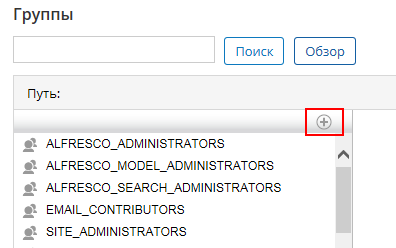 Группы
Поиск Обзор
Путь:
ALFRESCO_ADMINISTRATORS
ALFRESCO_MODEL_ADMINISTRATORS
ALFRESCO_SEARCH_ADMINISTRATORS
EMAIL_CONTRIBUTORS
SITE_ADMINISTRATORS